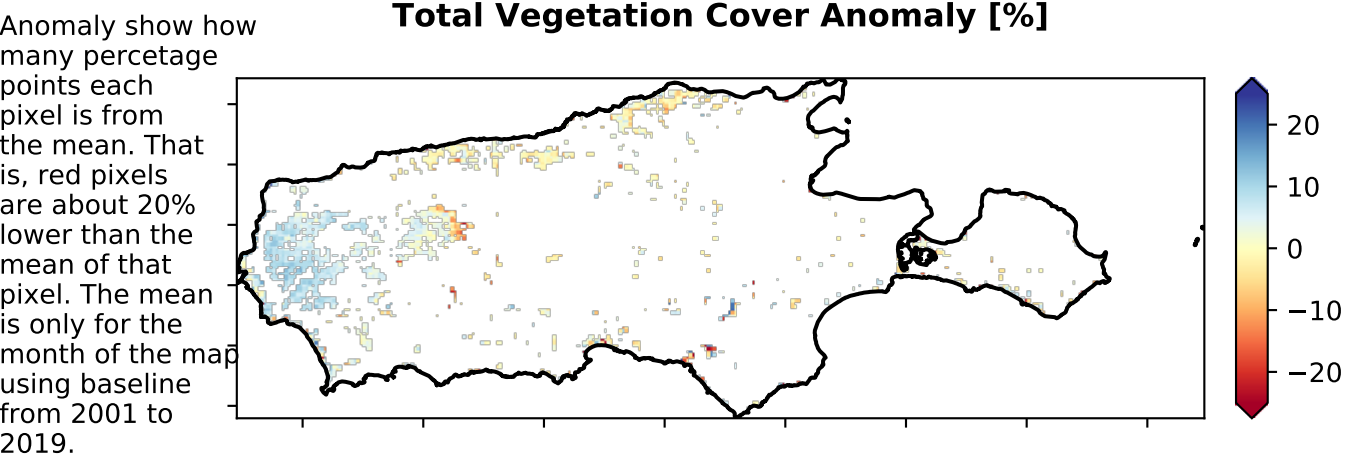 Total Vegetation Cover Anomaly [%]
Anomaly show how
many percetage
points each
pixel is from
the mean. That
is, red pixels
are about 20%
lower than the
mean of that
pixel. The mean
is only for the
month of the map
using baseline
from 2001 to
2019.
20
10
0
−10
−20